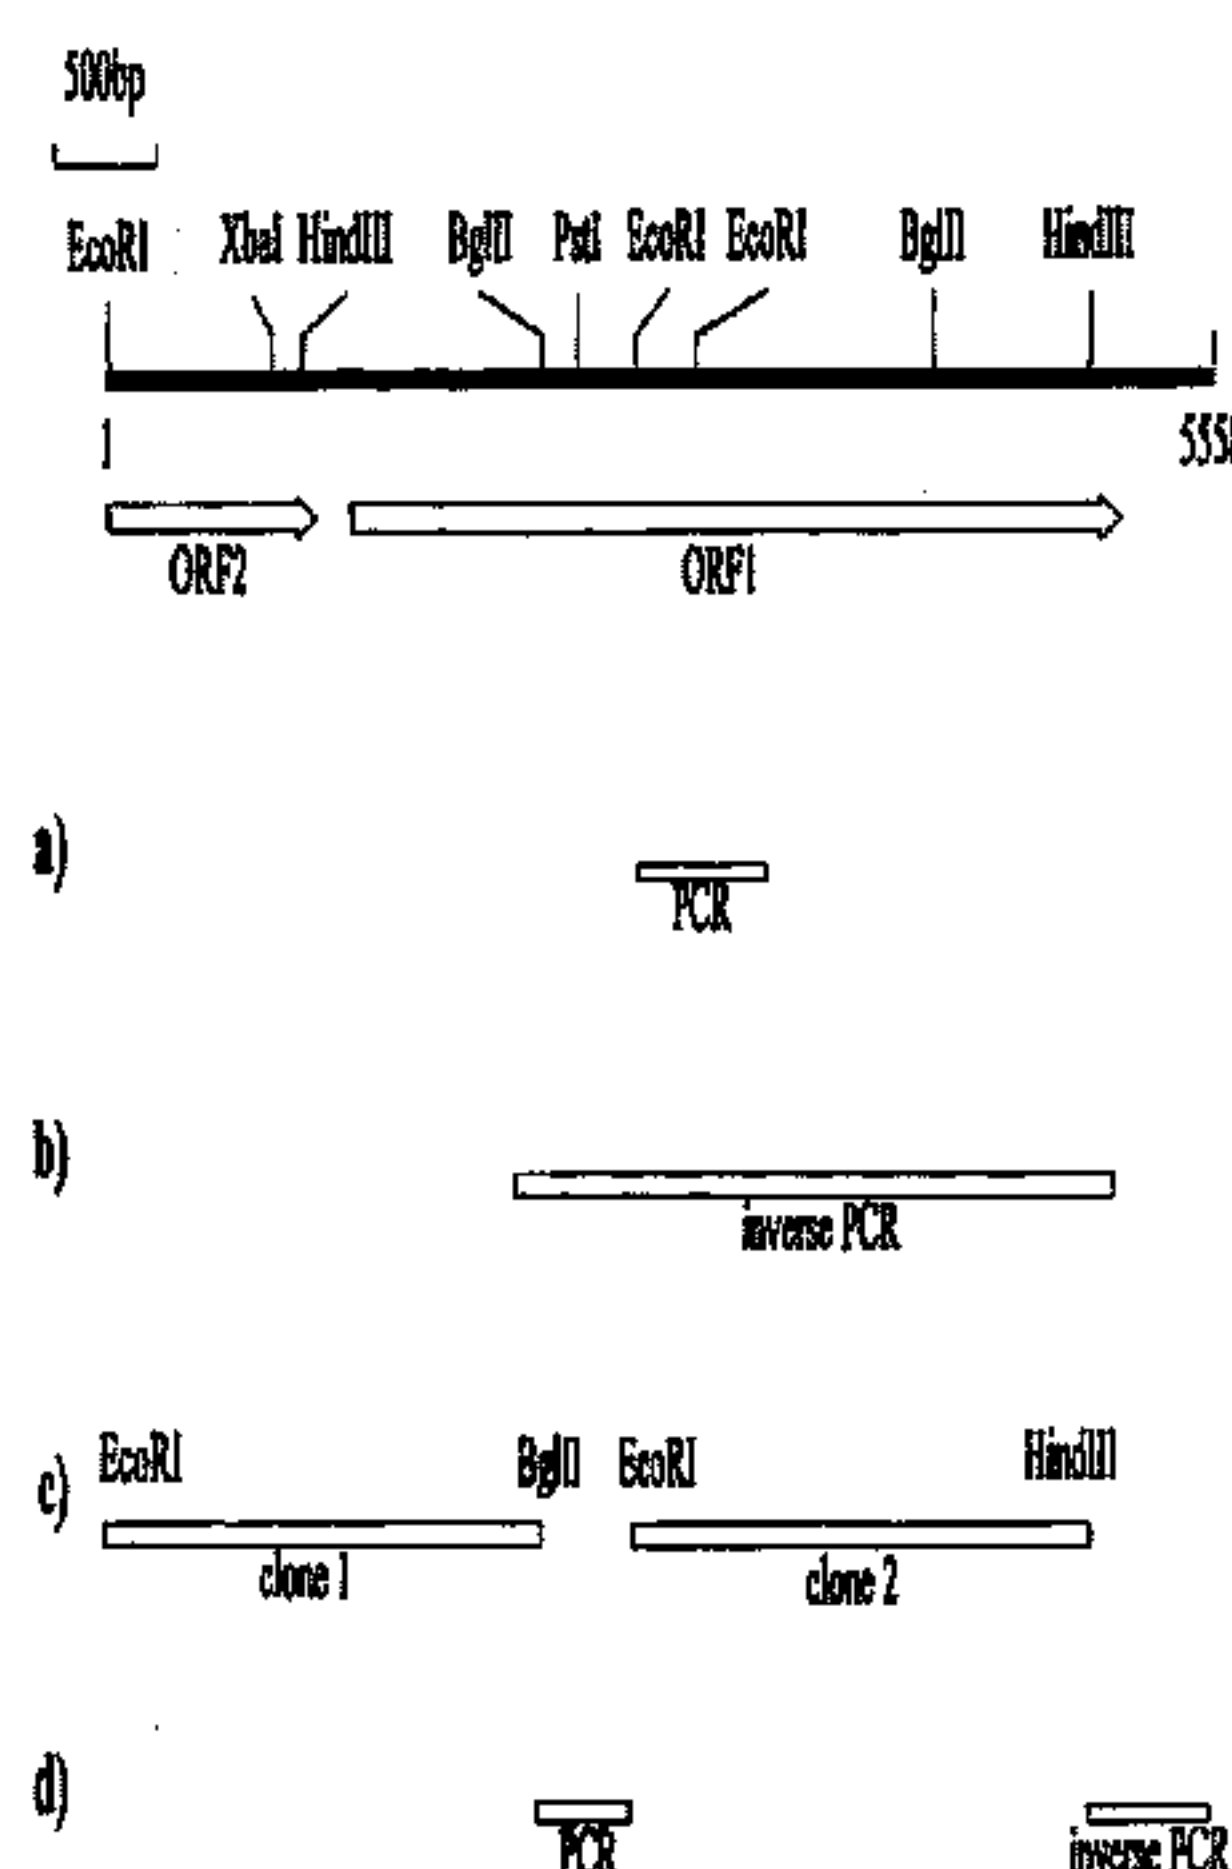 500bp
EcoRI XbaI HindIII BglII PstI EcoRI EcoRI BglII HindIII
1
ORF2 ORF1
a)
PCR
b)
inverse PCR
c) EcoRI BglII EcoRI HindIII
clone 1 clone 2
d)
PCR inverse PCR